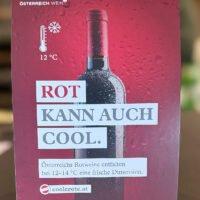 ÖSTERREICH WEIN
12 °C
ROT
KANN AUCH
COOL.
Österreichs Rotweine entfalten
bei 12–14 °C eine frische Dimension.
coolerote.at